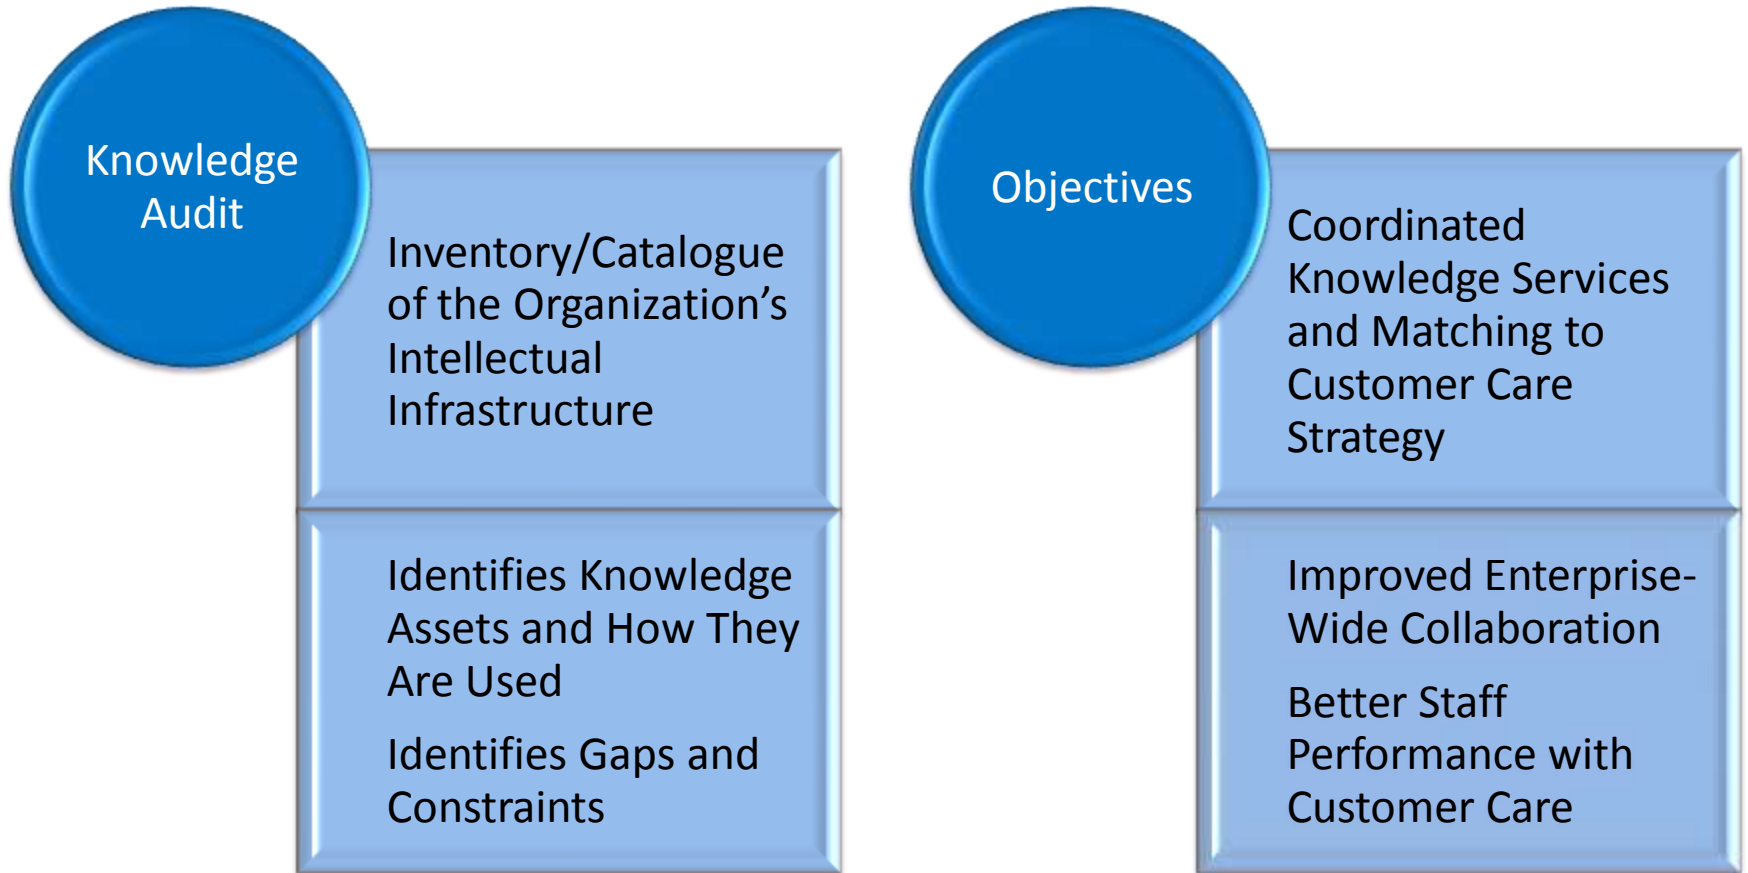 Knowledge
Audit
Inventory/Catalogue
of the Organization’s
Intellectual
Infrastructure
Identifies Knowledge
Assets and How They
Are Used
Identifies Gaps and
Constraints
Objectives
Coordinated
Knowledge Services
and Matching to
Customer Care
Strategy
Improved Enterprise-
Wide Collaboration
Better Staff
Performance with
Customer Care